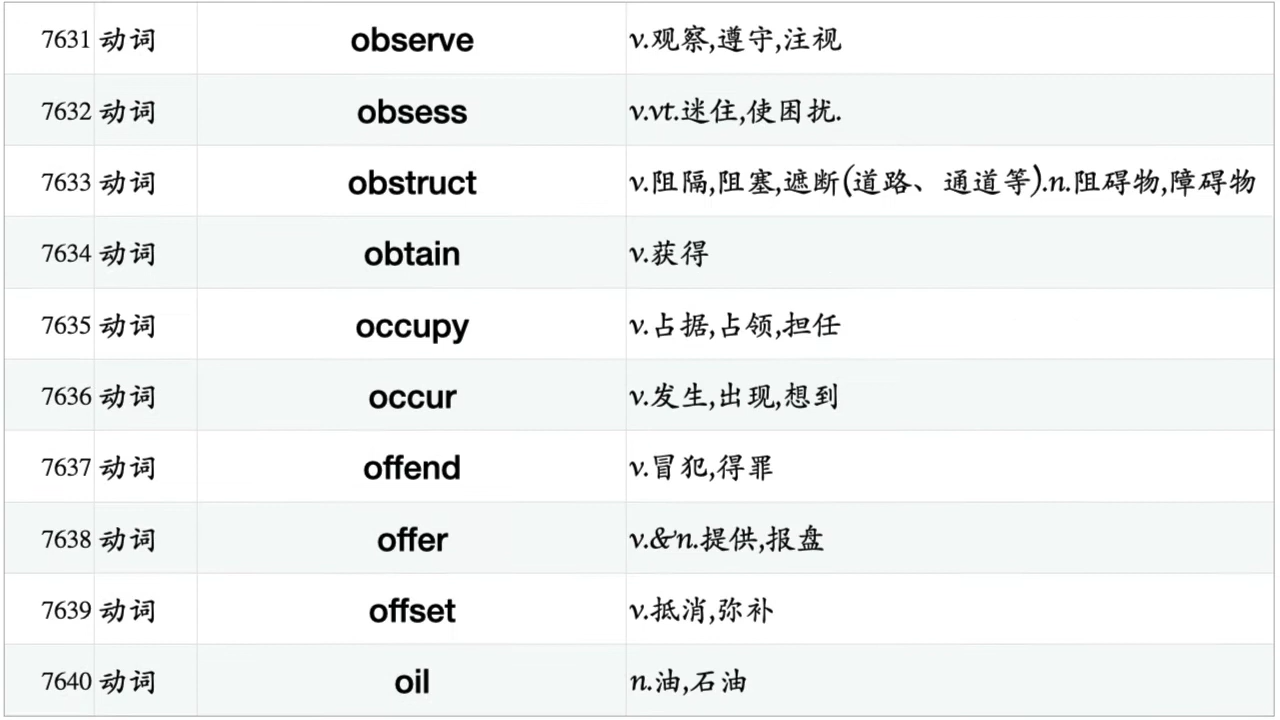 7631 动词 observe v.观察,遵守,注视
7632 动词 obsess v.vt.迷住,使困扰.
7633 动词 obstruct v.阻隔,阻塞,遮断(道路、通道等).n.阻碍物,障碍物
7634 动词 obtain v.获得
7635 动词 occupy v.占据,占领,担任
7636 动词 occur v.发生,出现,想到
7637 动词 offend v.冒犯,得罪
7638 动词 offer v.&n.提供,报盘
7639 动词 offset v.抵消,弥补
7640 动词 oil n.油,石油